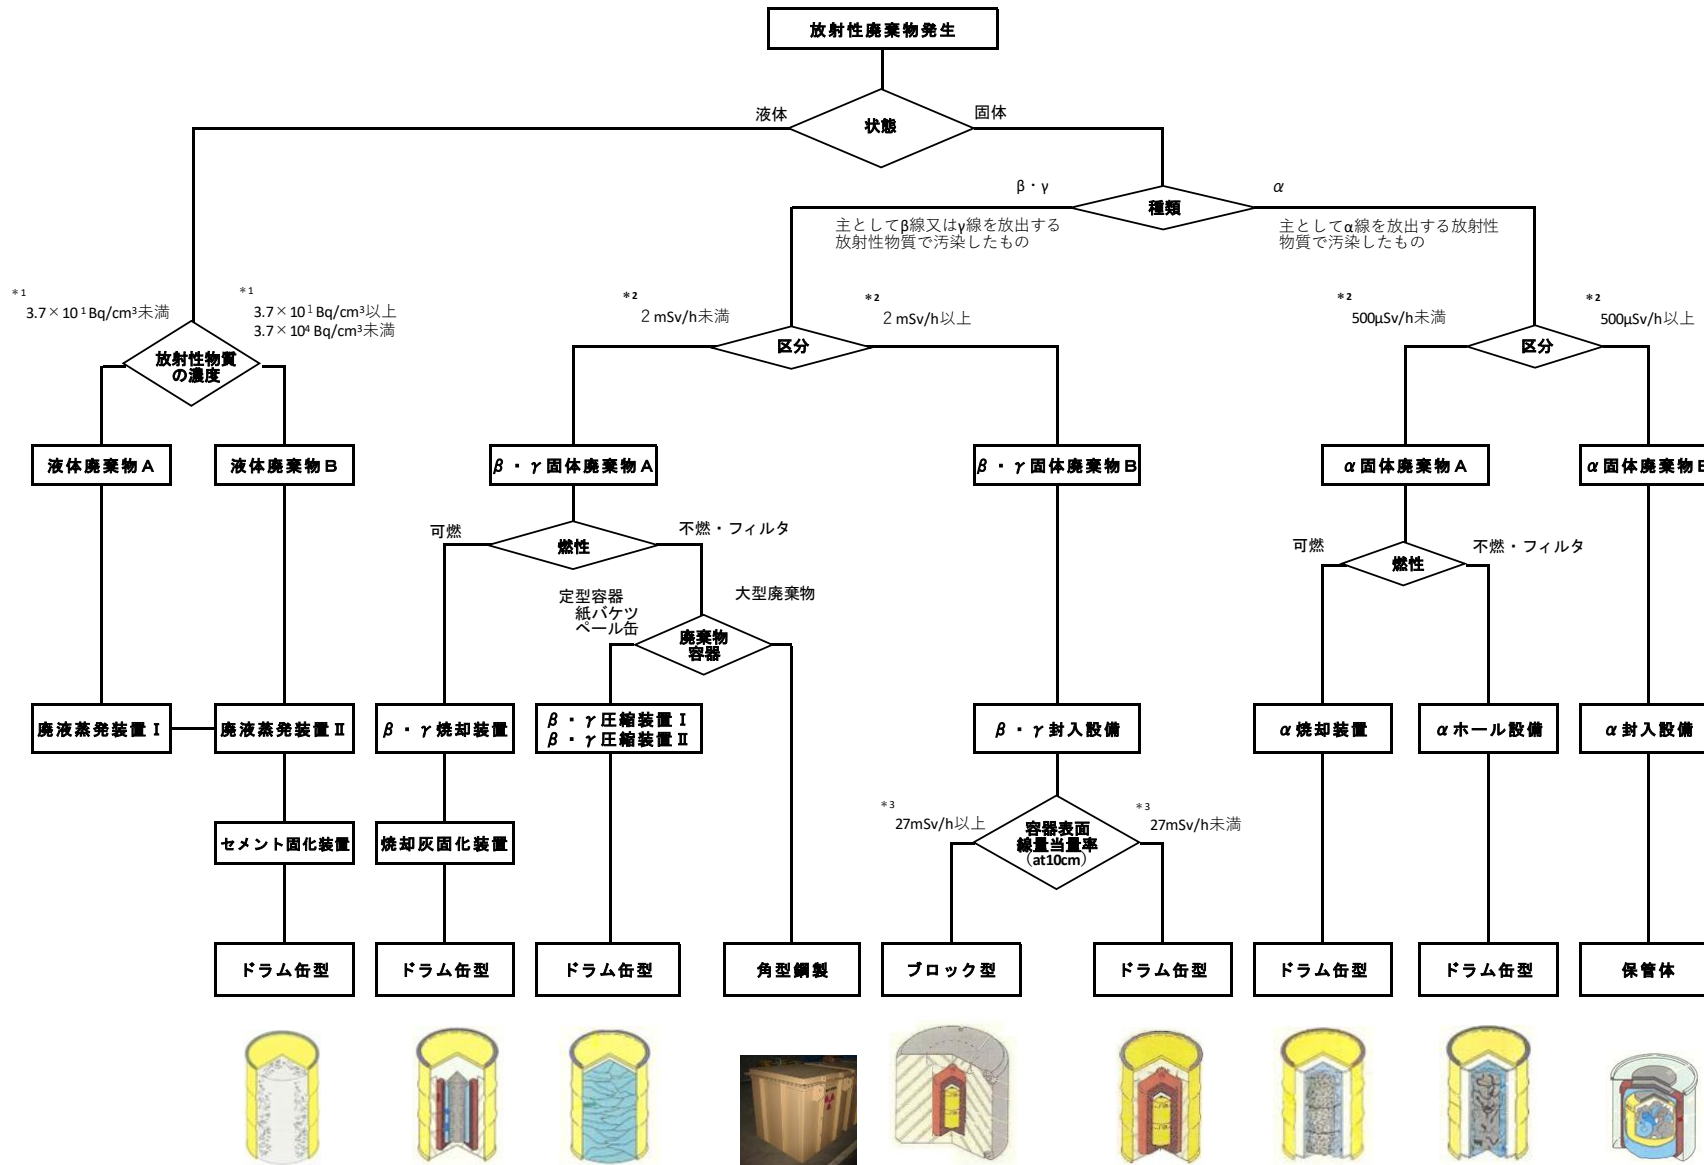 放射性廃棄物発生
液体
固体
状態
β・γ
α
種類
主としてβ線又はγ線を放出する
放射性物質で汚染したもの
主としてα線を放出する放射性
物質で汚染したもの
*1
3.7×10¹ Bq/cm³未満
*1
3.7×10¹ Bq/cm³以上
3.7×10⁴ Bq/cm³未満
*2
2 mSv/h未満
*2
2 mSv/h以上
*2
500μSv/h未満
*2
500μSv/h以上
放射性物質
の濃度
区分
区分
液体廃棄物A
液体廃棄物B
β・γ固体廃棄物A
β・γ固体廃棄物B
α固体廃棄物A
α固体廃棄物B
可燃
不燃・フィルタ
燃性
可燃
不燃・フィルタ
燃性
定型容器
紙バケツ
ペール缶
大型廃棄物
廃棄物
容器
廃液蒸発装置Ⅰ
廃液蒸発装置Ⅱ
β・γ焼却装置
β・γ圧縮装置Ⅰ
β・γ圧縮装置Ⅱ
β・γ封入設備
α焼却装置
αホール設備
α封入設備
*3
27mSv/h以上
*3
27mSv/h未満
容器表面
線量当量率
(at10cm)
セメント固化装置
焼却灰固化装置
ドラム缶型
ドラム缶型
ドラム缶型
角型鋼製
ブロック型
ドラム缶型
ドラム缶型
ドラム缶型
保管体